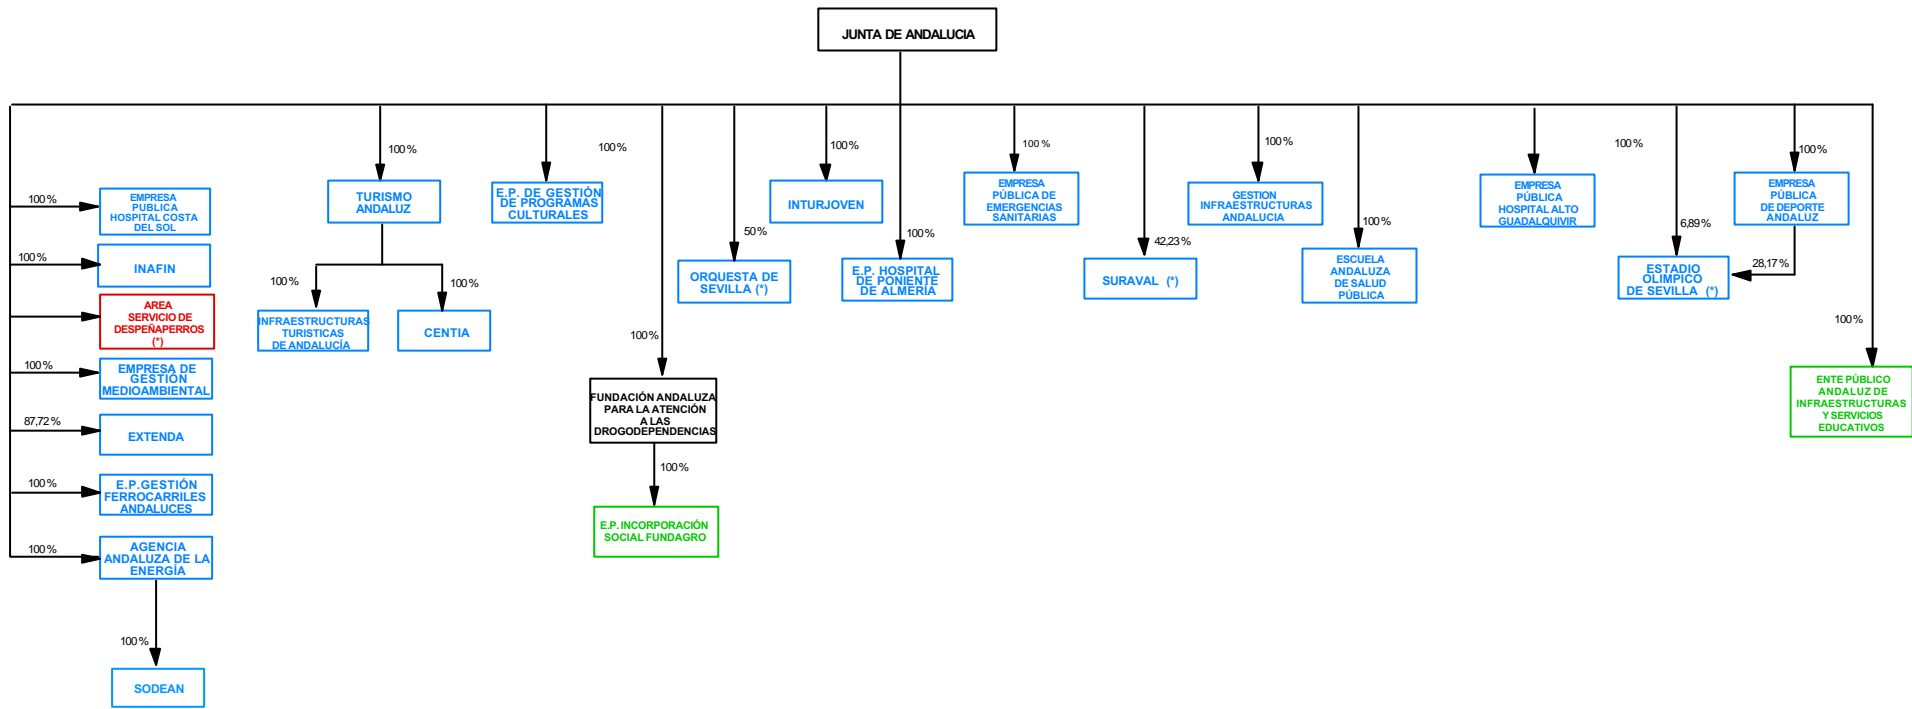 JUNTA DE ANDALUCIA
100%
EMPRESA
PUBLICA
HOSPITAL COSTA
DEL SOL
100%
INAFIN
AREA
SERVICIO DE
DESPEÑAPERROS
(*)
100%
EMPRESA DE
GESTIÓN
MEDIOAMBIENTAL
87,72%
EXTENDA
100%
E.P.GESTIÓN
FERROCARRILES
ANDALUCES
100%
AGENCIA
ANDALUZA DE LA
ENERGÍA
100%
SODEAN
100%
TURISMO
ANDALUZ
100%
INFRAESTRUCTURAS
TURISTICAS
DE ANDALUCÍA
100%
CENTIA
100%
E.P. DE GESTIÓN
DE PROGRAMAS
CULTURALES
100%
FUNDACIÓN ANDALUZA
PARA LA ATENCIÓN
A LAS
DROGODEPENDENCIAS
100%
E.P. INCORPORACIÓN
SOCIAL FUNDAGRO
50%
ORQUESTA DE
SEVILLA (*)
100%
INTURJOVEN
100%
E.P. HOSPITAL
DE PONIENTE
DE ALMERÍA
100%
EMPRESA
PÚBLICA DE
EMERGENCIAS
SANITARIAS
42,23%
SURAVAL (*)
100%
GESTION
INFRAESTRUCTURAS
ANDALUCIA
100%
ESCUELA
ANDALUZA
DE SALUD
PÚBLICA
100%
EMPRESA
PÚBLICA
HOSPITAL ALTO
GUADALQUIVIR
6,89%
ESTADIO
OLIMPICO
DE SEVILLA (*)
100%
EMPRESA
PÚBLICA
DE DEPORTE
ANDALUZ
28,17%
100%
ENTE PÚBLICO
ANDALUZ DE
INFRAESTRUCTURAS
Y SERVICIOS
EDUCATIVOS